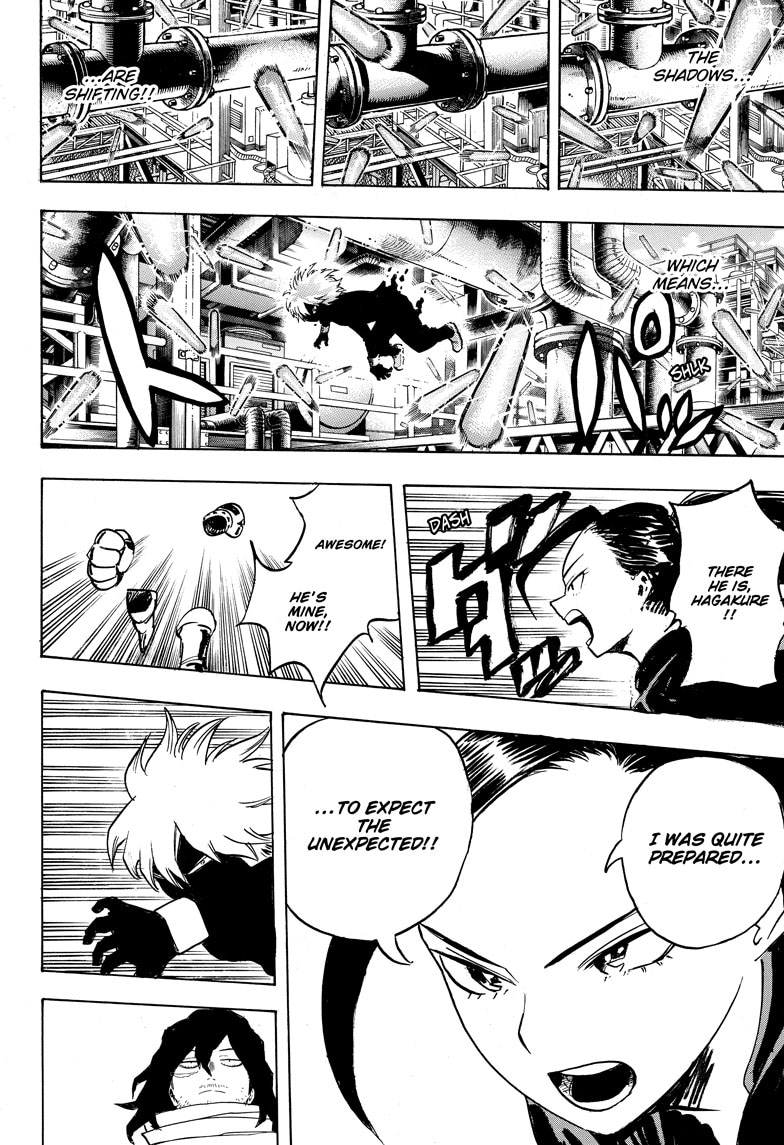 THE
SHADOWS...
...ARE
SHIFTING!!
WHICH
MEANS...
SHLK
ト
THERE
HE IS,
HAGAKURE
!!
DASH
AWESOME!
HE'S
MINE,
NOW!!
I WAS QUITE
PREPARED...
...TO EXPECT
THE
UNEXPECTED!!